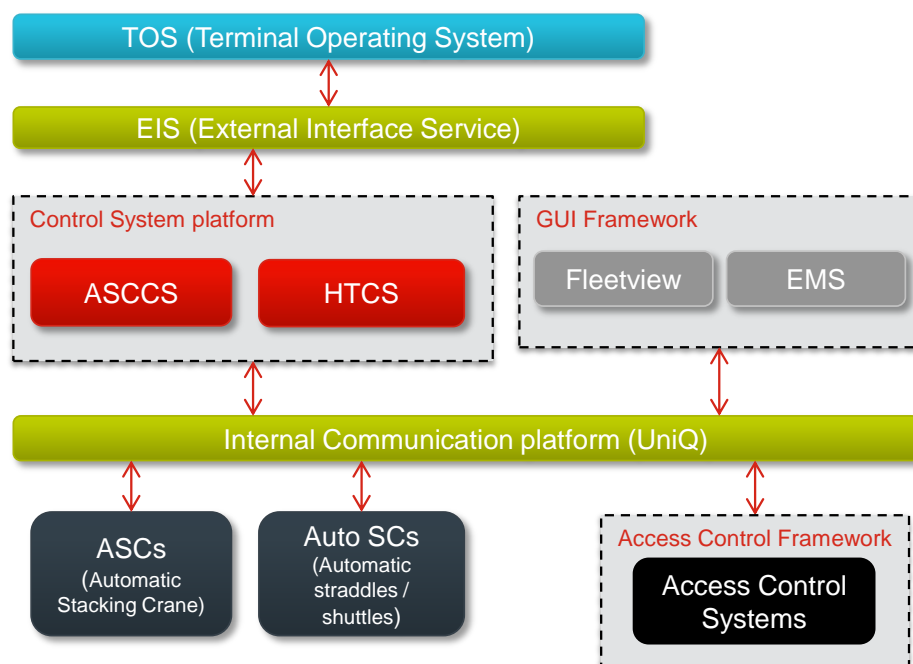 TOS (Terminal Operating System)
EIS (External Interface Service)
Control System platform
ASCCS
HTCS
GUI Framework
Fleetview
EMS
Internal Communication platform (UniQ)
ASCs
(Automatic
Stacking Crane)
Auto SCs
(Automatic
straddles /
shuttles)
Access Control Framework
Access Control
Systems